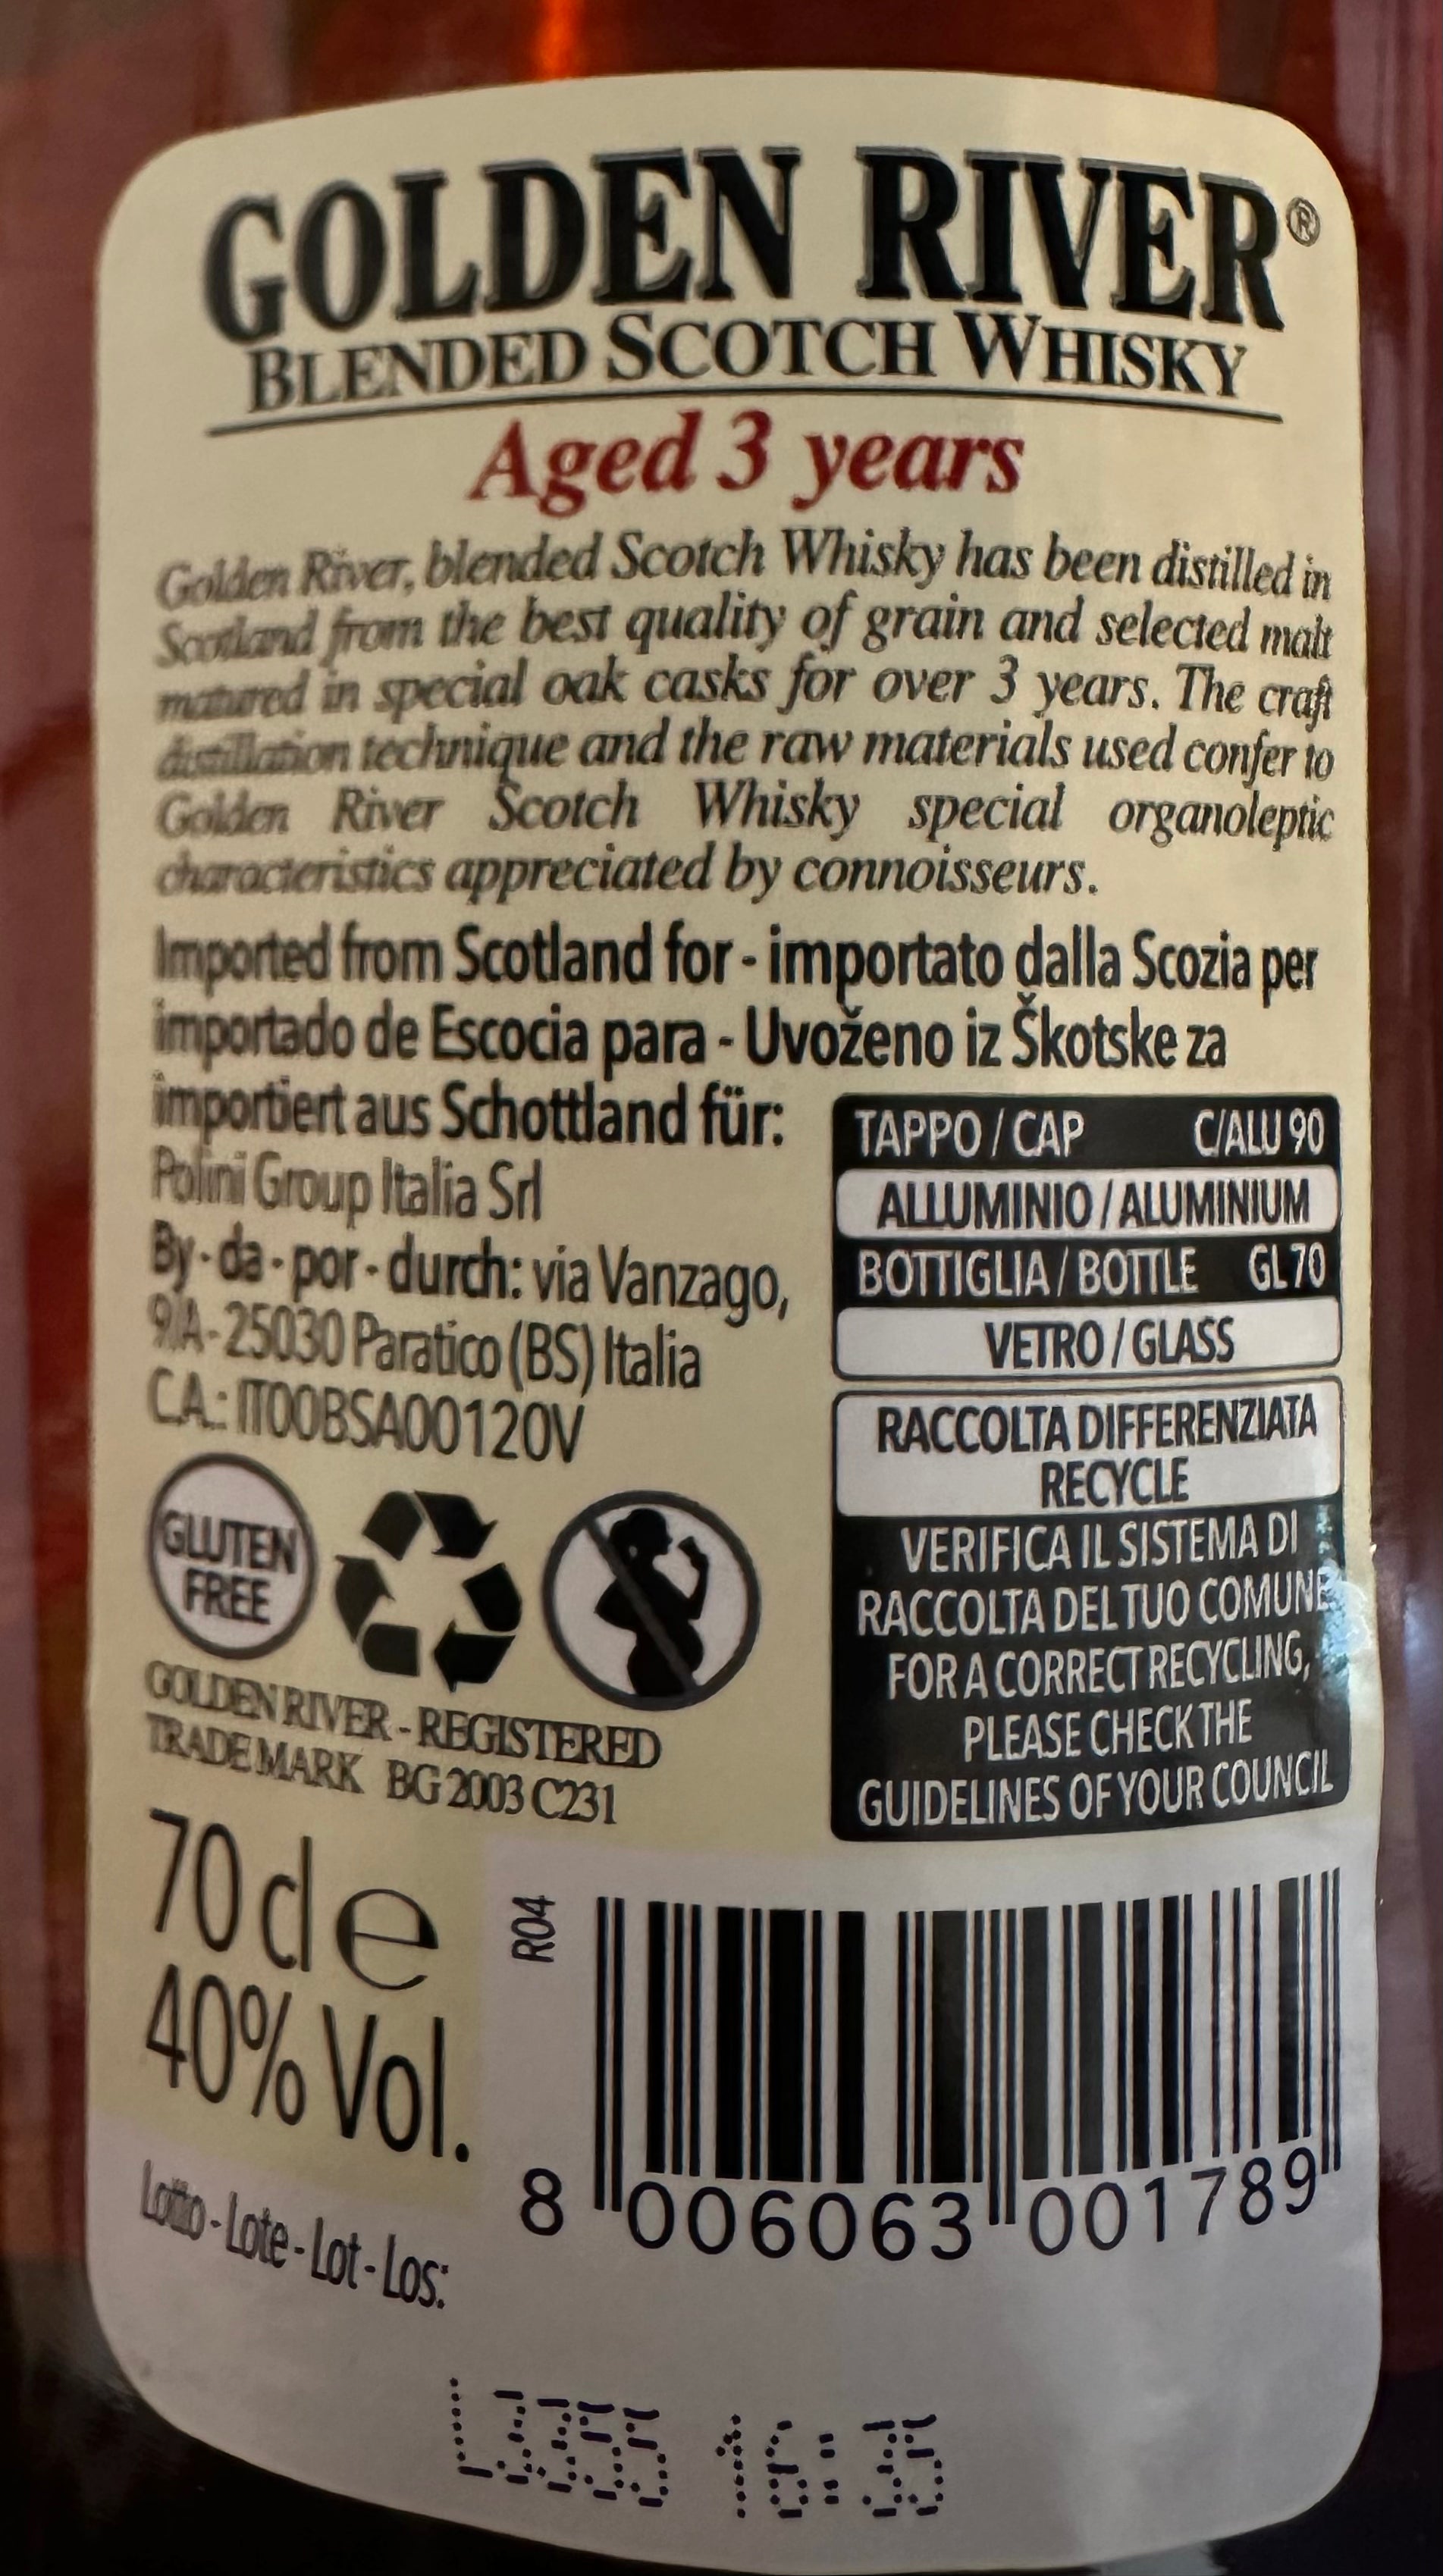 GOLDEN RIVER®
BLENDED SCOTCH WHISKY
Aged 3 years
Golden River, blended Scotch Whisky has been distilled in
Scotland from the best quality of grain and selected malt
matured in special oak casks for over 3 years. The craft
distillation technique and the raw materials used confer to
Golden River Scotch Whisky special organoleptic
characteristics appreciated by connoisseurs.
Imported from Scotland for - importato dalla Scozia per
importado de Escocia para - Uvoženo iz Škotske za
importiert aus Schottland für:
Polini Group Italia Srl
By - da - por - durch: via Vanzago,
9/A - 25030 Paratico (BS) Italia
C.A.: IT00BSA00120V
TAPPO / CAP C/ALU 90
ALLUMINIO / ALUMINIUM
BOTTIGLIA / BOTTLE GL 70
VETRO / GLASS
RACCOLTA DIFFERENZIATA
RECYCLE
VERIFICA IL SISTEMA DI
RACCOLTA DEL TUO COMUNE
FOR A CORRECT RECYCLING,
PLEASE CHECK THE
GUIDELINES OF YOUR COUNCIL
GLUTEN
FREE
GOLDEN RIVER - REGISTERED
TRADE MARK BG 2003 C231
70 cl e
40% Vol.
R04
8 006063 001789
Lotto - Lote - Lot - Los:
16:35